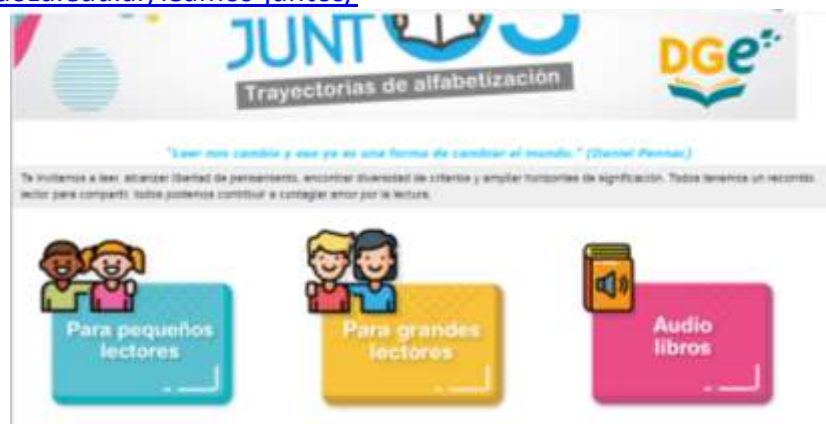 JUNTOS
Trayectorias de alfabetización
DGe
"Leer nos cambia y eso ya es una forma de cambiar el mundo." (Daniel Pennac)
Te invitamos a leer, alcanzar libertad de pensamiento, encontrar diversidad de criterios y ampliar horizontes de significación. Todos tenemos un recorrido
lector para compartir, todos podemos contribuir a contagiar amor por la lectura.
Para pequeños
lectores
Para grandes
lectores
Audio
libros